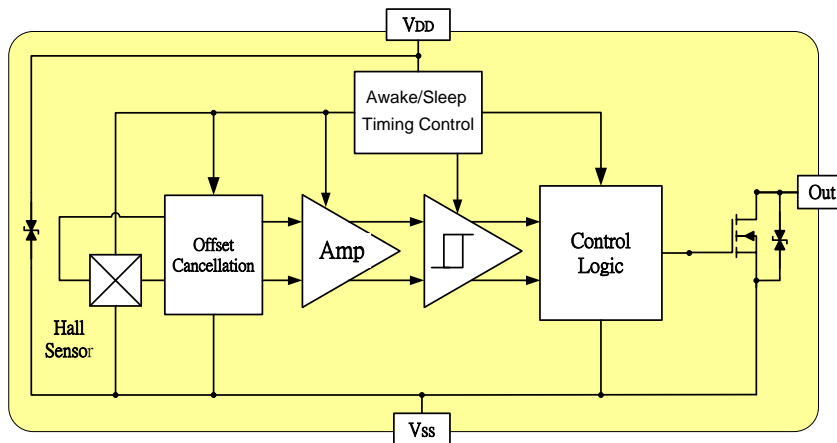 VDD
Awake/Sleep
Timing Control
Out
Offset
Cancellation
Amp
Control
Logic
Hall
Sensor
Vss